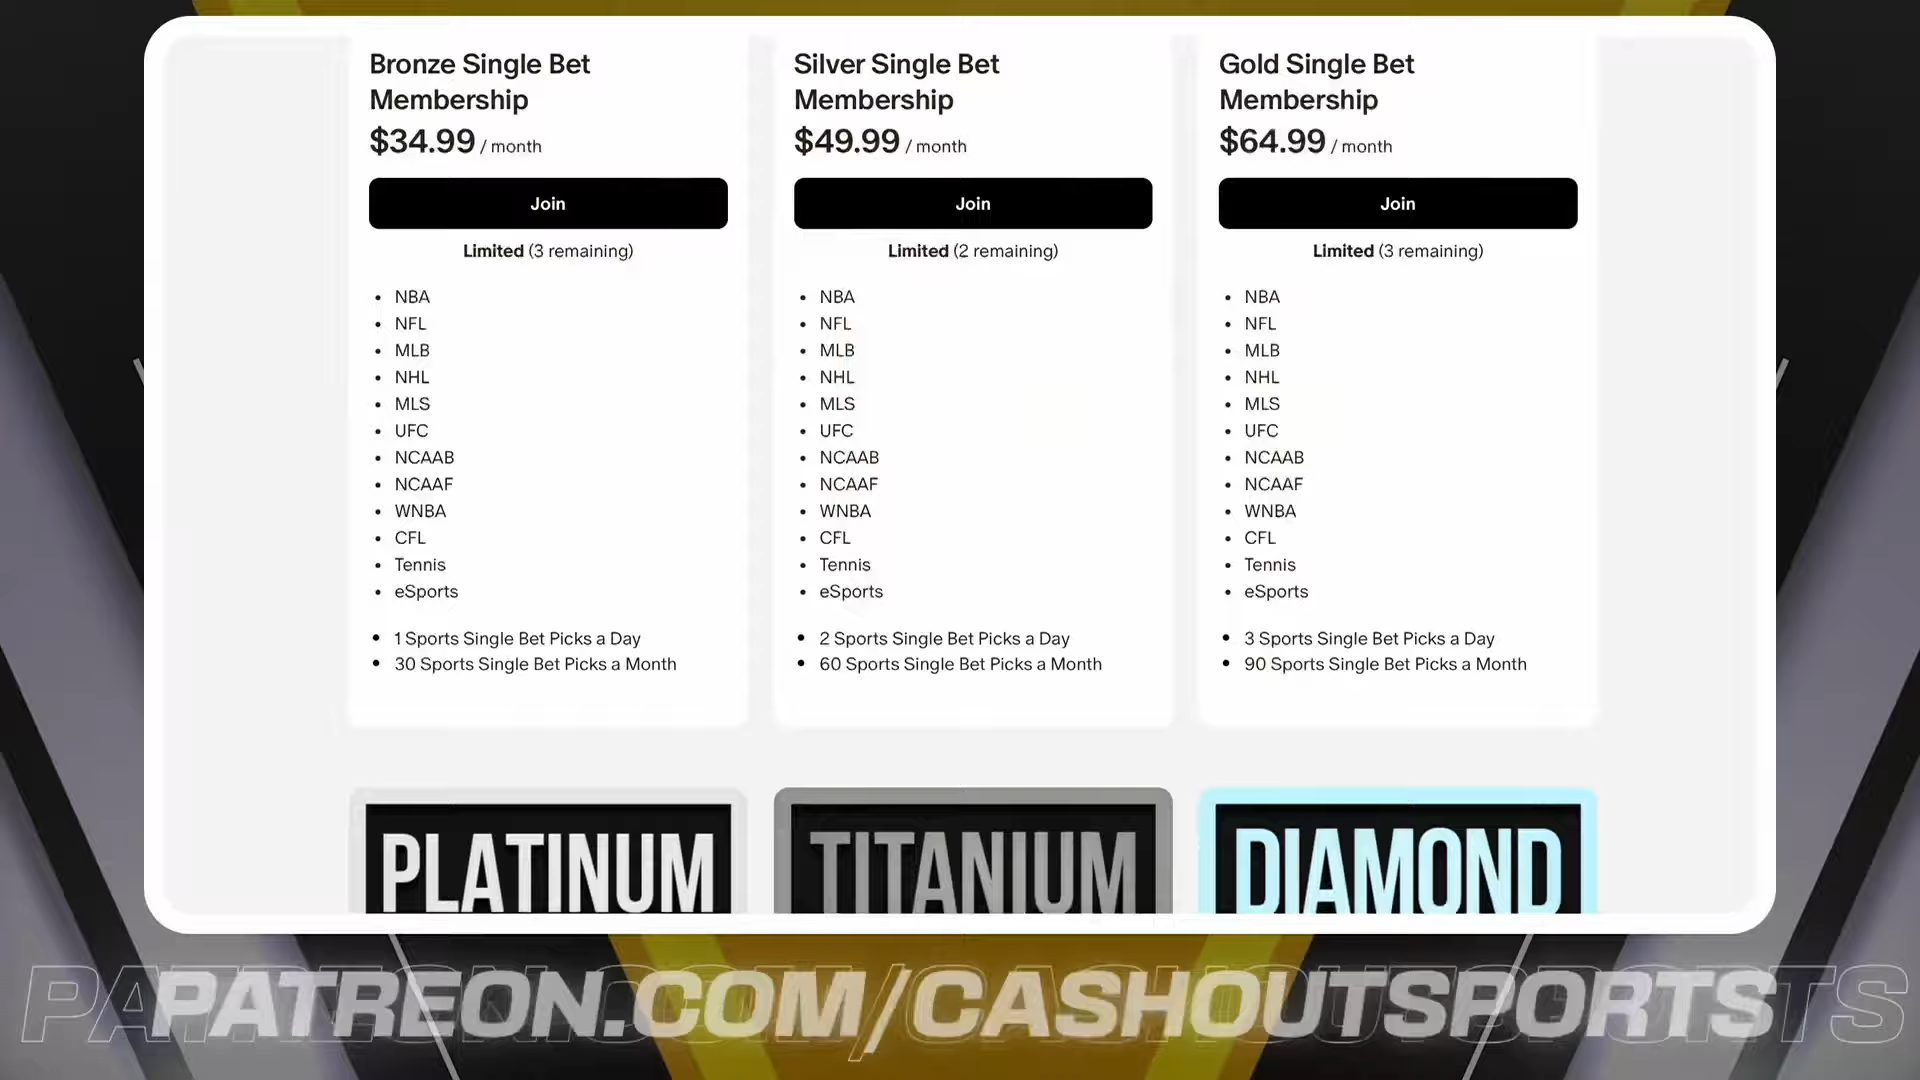 Bronze Single Bet
Membership
$34.99 / month
Join
Limited (3 remaining)
• NBA
• NFL
• MLB
• NHL
• MLS
• UFC
• NCAAB
• NCAAF
• WNBA
• CFL
• Tennis
• eSports
• 1 Sports Single Bet Picks a Day
• 30 Sports Single Bet Picks a Month
Silver Single Bet
Membership
$49.99 / month
Join
Limited (2 remaining)
• NBA
• NFL
• MLB
• NHL
• MLS
• UFC
• NCAAB
• NCAAF
• WNBA
• CFL
• Tennis
• eSports
• 2 Sports Single Bet Picks a Day
• 60 Sports Single Bet Picks a Month
Gold Single Bet
Membership
$64.99 / month
Join
Limited (3 remaining)
• NBA
• NFL
• MLB
• NHL
• MLS
• UFC
• NCAAB
• NCAAF
• WNBA
• CFL
• Tennis
• eSports
• 3 Sports Single Bet Picks a Day
• 90 Sports Single Bet Picks a Month
PLATINUM
TITANIUM
DIAMOND
PATREON.COM/CASHOUTSPORTS